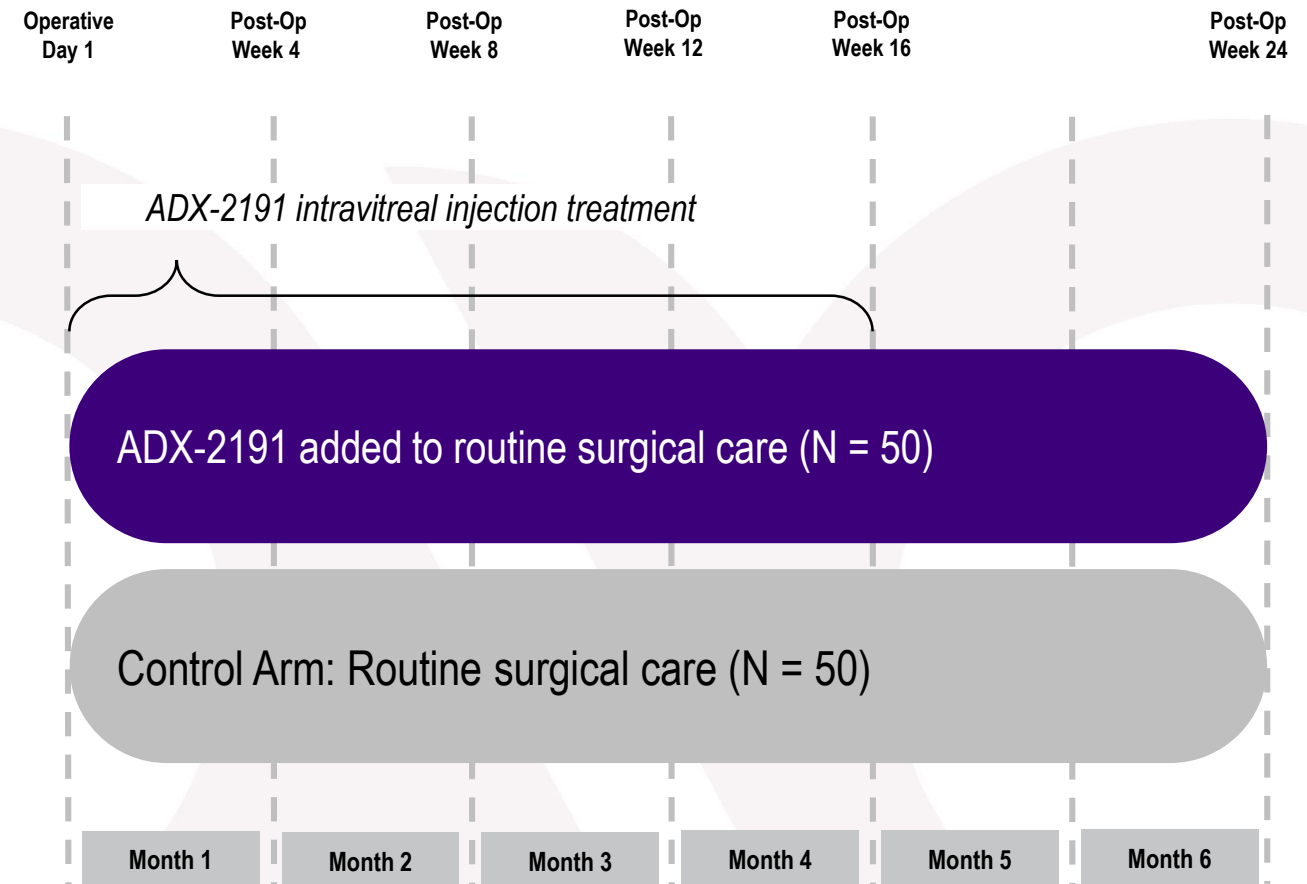 Operative
Day 1
Post-Op
Week 4
Post-Op
Week 8
Post-Op
Week 12
Post-Op
Week 16
Post-Op
Week 24
ADX-2191 intravitreal injection treatment
ADX-2191 added to routine surgical care (N = 50)
Control Arm: Routine surgical care (N = 50)
Month 1
Month 2
Month 3
Month 4
Month 5
Month 6